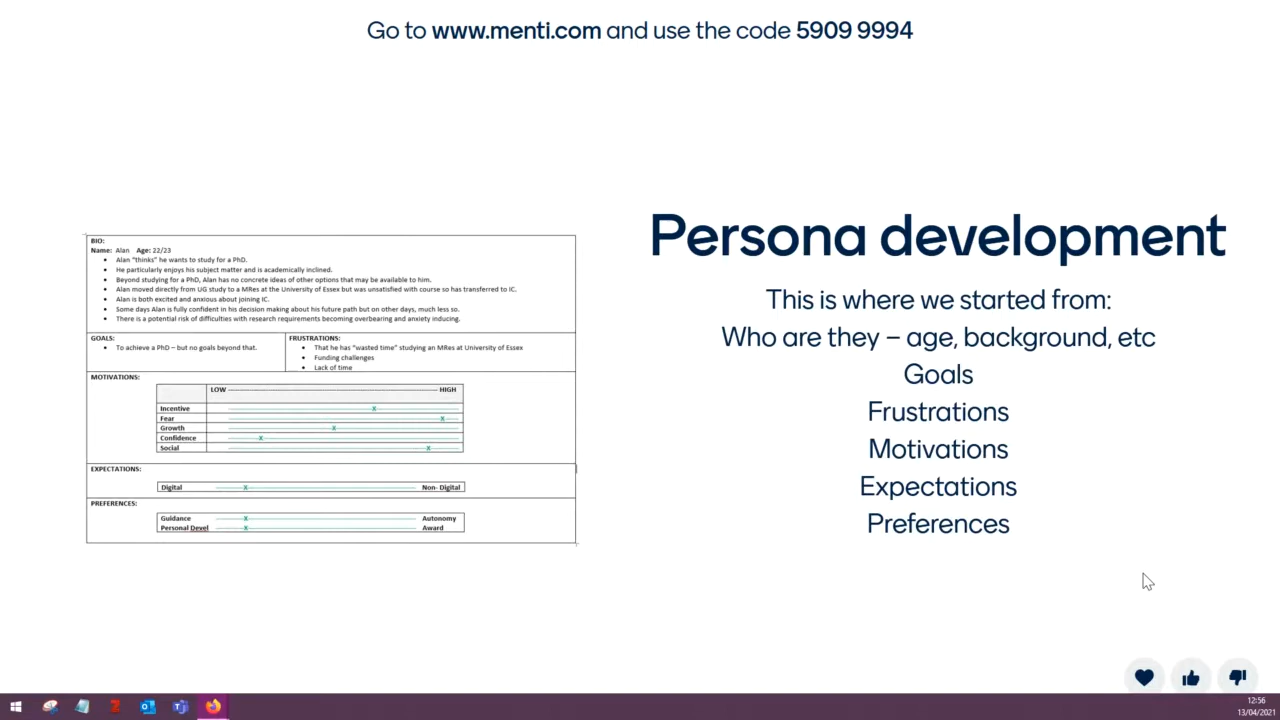 Go to www.menti.com and use the code 5909 9994
BIO:
Name: Alan Age: 22/23
Alan "thinks" he wants to study for a PhD.
He particularly enjoys his subject matter and is academically inclined.
Beyond studying for a PhD, Alan has no concrete ideas of other options that may be available to him.
Alan moved directly from UG study to a MRes at the University of Essex but was unsatisfied with course so has transferred to IC.
Alan is both excited and anxious about joining IC.
Some days Alan is fully confident in his decision making about his future path but on other days, much less so.
There is a potential risk of difficulties with research requirements becoming overbearing and anxiety inducing.
GOALS:
To achieve a PhD – but no goals beyond that.
FRUSTRATIONS:
That he has "wasted time" studying an MRes at University of Essex
Funding challenges
Lack of time
MOTIVATIONS:
LOW HIGH
Incentive X
Fear X
Growth X
Confidence X
Social X
EXPECTATIONS:
Digital X Non- Digital
PREFERENCES:
Guidance X Autonomy
Personal Devel X Award
Persona development
This is where we started from:
Who are they – age, background, etc
Goals
Frustrations
Motivations
Expectations
Preferences
12:56
13/04/2021